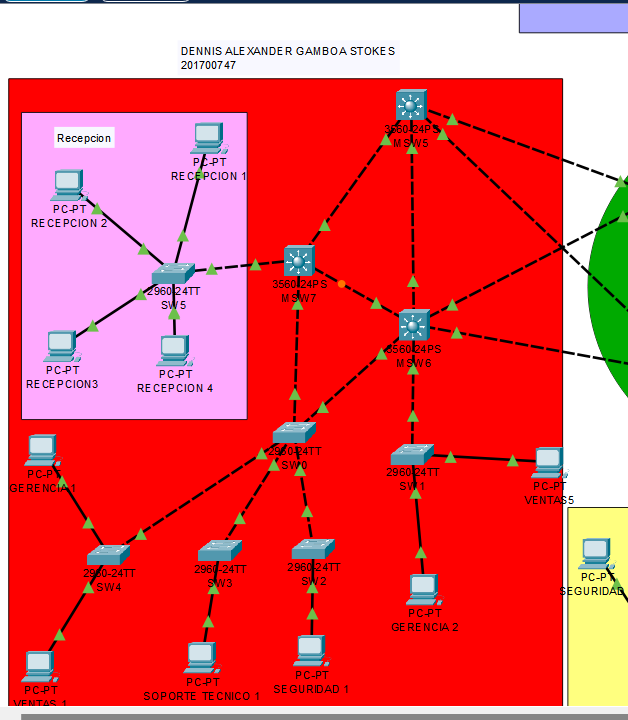 DENNIS ALEXANDER GAMBOA STOKES
201700747
Recepcion
3560-24PS
MSW5
PC-PT
RECEPCION 1
PC-PT
RECEPCION 2
2960-24TT
SW5
3560-24PS
MSW7
3560-24PS
MSW6
PC-PT
RECEPCION3
PC-PT
RECEPCION 4
2960-24TT
SW0
2960-24TT
SW1
PC-PT
GERENCIA 1
PC-PT
VENTAS5
2960-24TT
SW4
2960-24TT
SW3
2960-24TT
SW2
PC-PT
SEGURIDAD
PC-PT
GERENCIA 2
PC-PT
VENTAS 1
PC-PT
SOPORTE TECNICO 1
PC-PT
SEGURIDAD 1